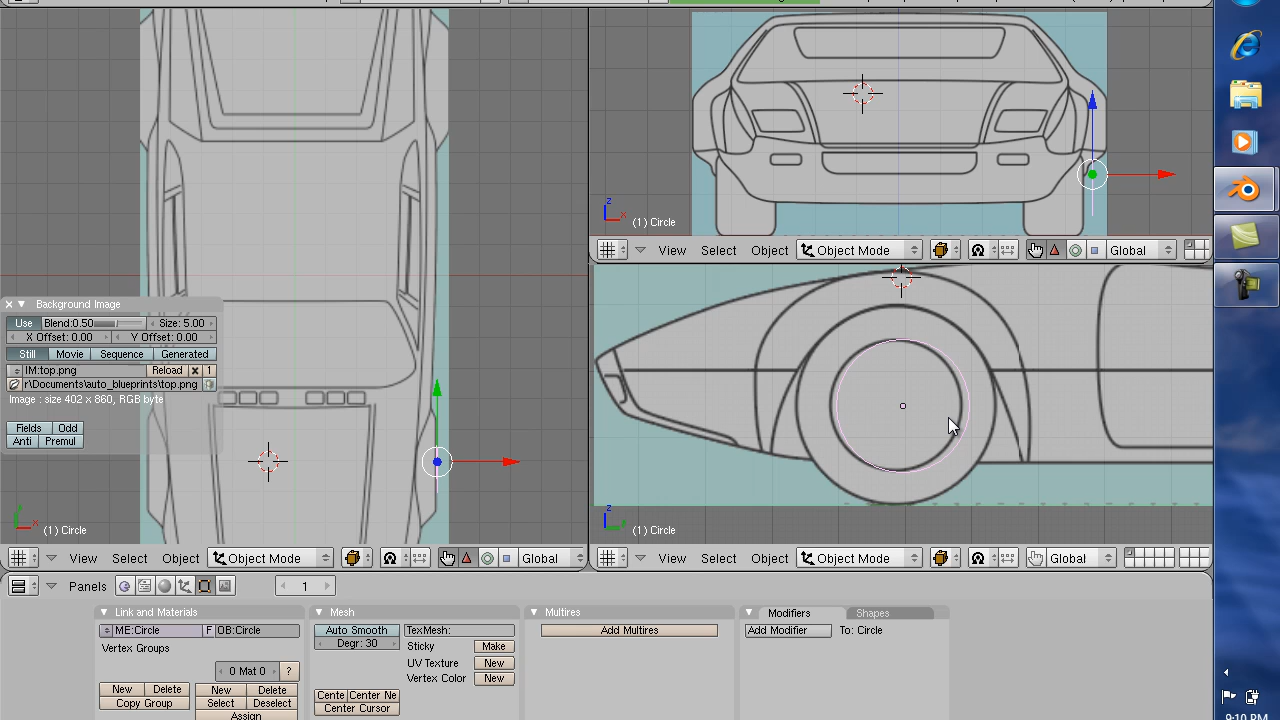 (1) Circle
View Select Object Object Mode Global
Background Image
Use Blend:0.50 Size: 5.00
X Offset: 0.00 Y Offset: 0.00
Still Movie Sequence Generated
IM:top.png Reload 1
r\Documents\auto_blueprints\top.png
Image : size 402 x 860, RGB byte
Fields Odd
Anti Premul
(1) Circle
(1) Circle
View Select Object Object Mode Global
View Select Object Object Mode Global
Panels 1
Link and Materials
ME:Circle F OB:Circle
Vertex Groups
0 Mat 0 ?
New Delete New Delete
Copy Group Select Deselect
Assign
Mesh
Auto Smooth TexMesh:
Degr: 30 Sticky Make
UV Texture New
Vertex Color New
Cente Center Ne
Center Cursor
Multires
Add Multires
Modifiers Shapes
Add Modifier To: Circle
9:10 PM
z
x
y
x
z
y